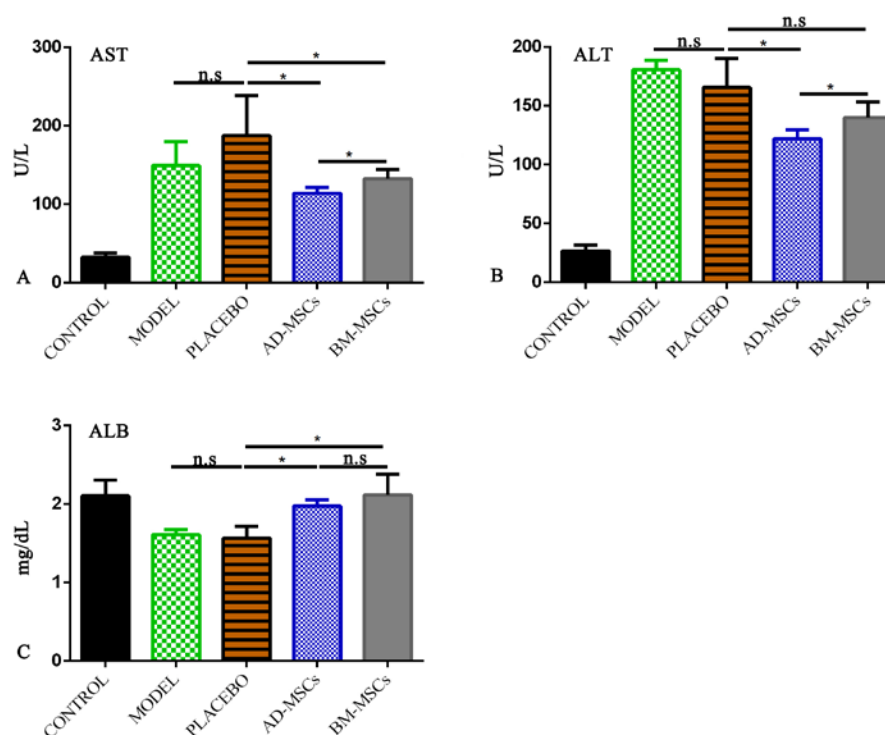 AST
U/L
300
200
100
0
n.s
*
*
*
A
CONTROL
MODEL
PLACEBO
AD-MSCs
BM-MSCs
ALT
U/L
200
150
100
50
0
n.s
n.s
*
*
B
CONTROL
MODEL
PLACEBO
AD-MSCs
BM-MSCs
ALB
mg/dL
3
2
1
0
*
n.s
*
n.s
C
CONTROL
MODEL
PLACEBO
AD-MSCs
BM-MSCs